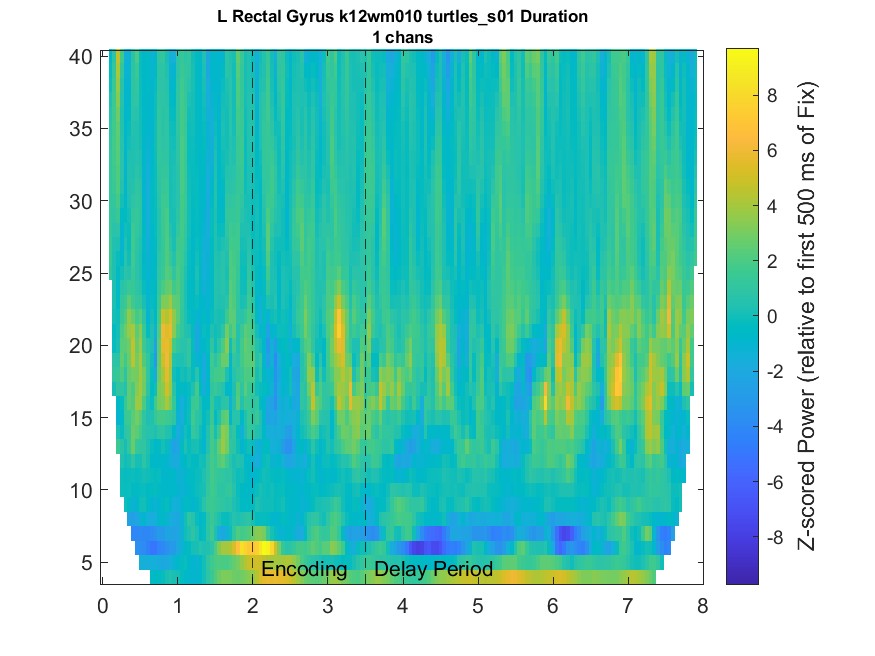 L Rectal Gyrus k12wm010 turtles_s01 Duration
1 chans
40
35
30
25
20
15
10
5
Encoding
Delay Period
0 1 2 3 4 5 6 7 8
8
6
4
2
0
-2
-4
-6
-8
Z-scored Power (relative to first 500 ms of Fix)